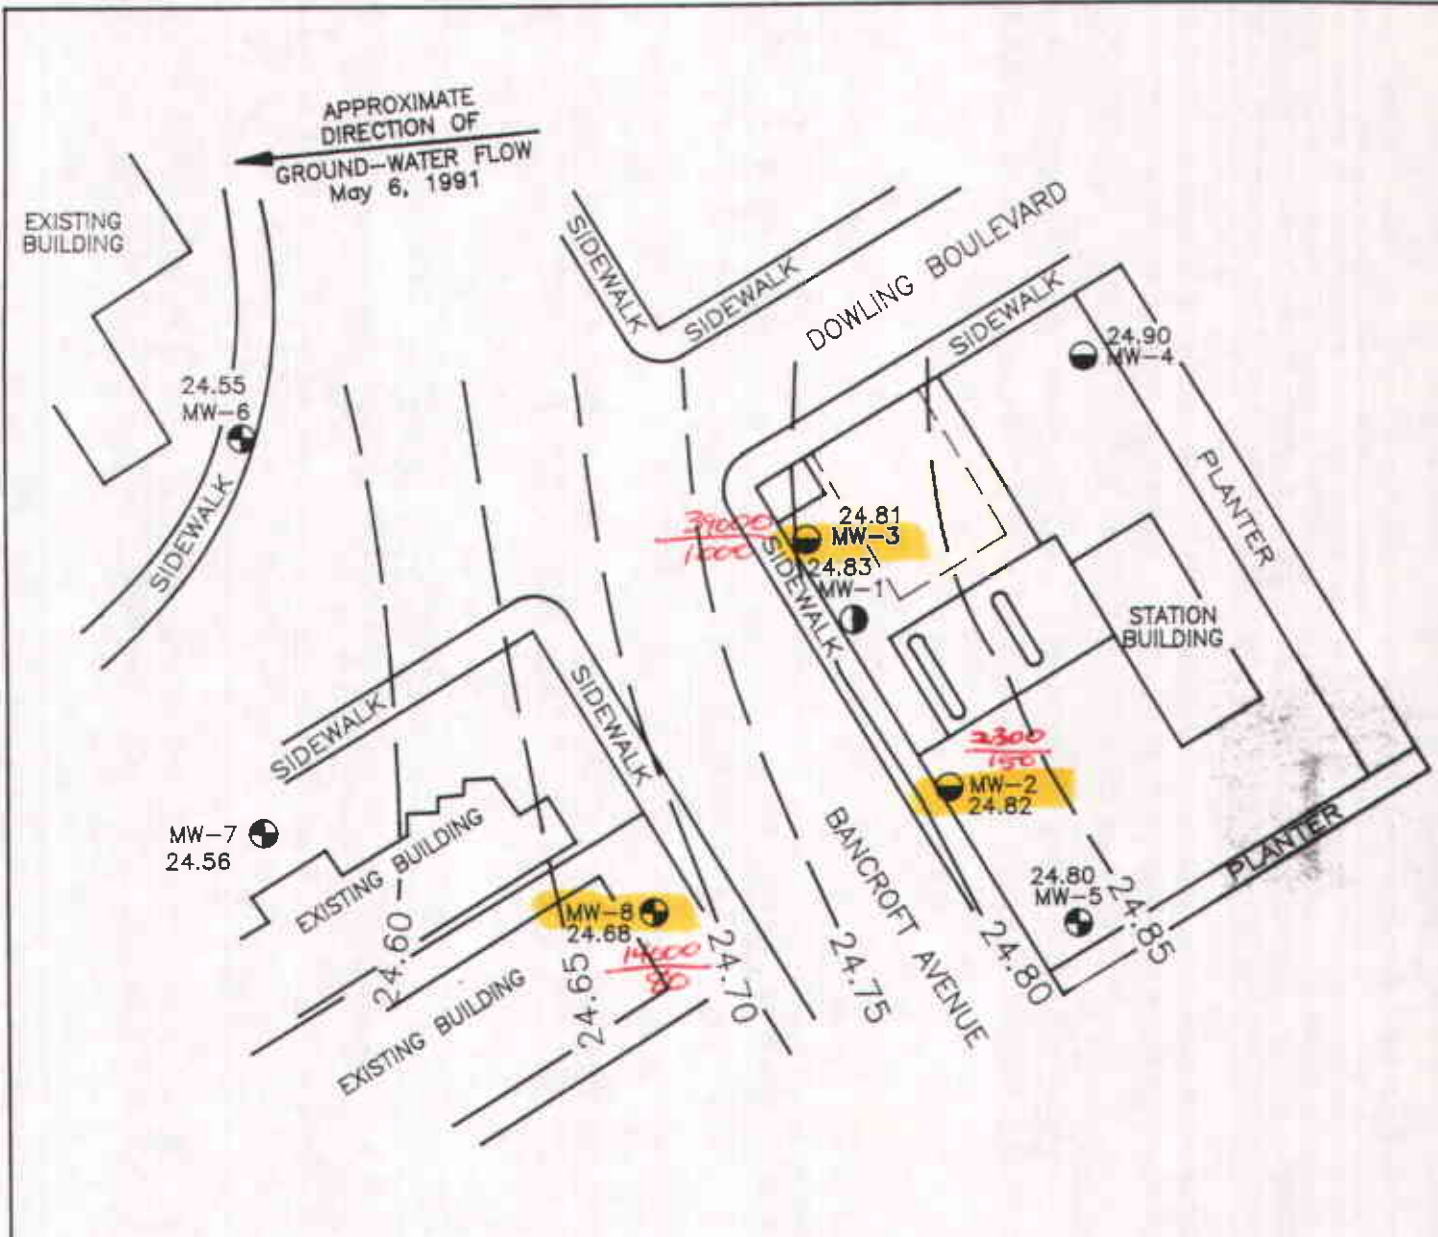 APPROXIMATE
DIRECTION OF
GROUND-WATER FLOW
May 6, 1991
EXISTING
BUILDING
SIDEWALK
SIDEWALK
DOWLING BOULEVARD
SIDEWALK
24.90
MW-4
24.55
MW-6
SIDEWALK
PLANTER
39000
1000
24.81
MW-3
24.83
MW-1
SIDEWALK
STATION
BUILDING
SIDEWALK
SIDEWALK
2300
150
MW-2
24.82
MW-7
24.56
EXISTING BUILDING
BANCROFT AVENUE
PLANTER
24.80
MW-5
MW-8
24.68
14000
80
24.60
24.65
24.70
24.75
24.80
24.85
EXISTING BUILDING